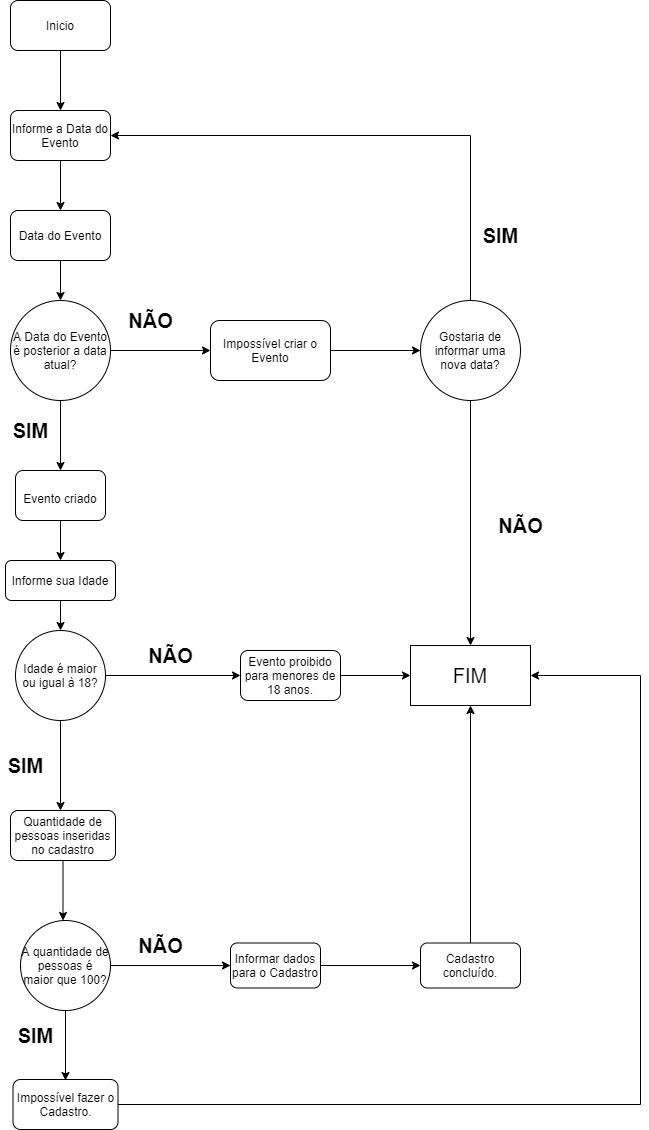 Inicio
Informe a Data do
Evento
SIM
Data do Evento
NÃO
A Data do Evento
é posterior a data
atual?
Impossível criar o
Evento
Gostaria de
informar uma
nova data?
SIM
Evento criado
NÃO
Informe sua Idade
NÃO
Idade é maior
ou igual à 18?
Evento proibido
para menores de
18 anos.
FIM
SIM
Quantidade de
pessoas inseridas
no cadastro
NÃO
A quantidade de
pessoas é
maior que 100?
Informar dados
para o Cadastro
Cadastro
concluído.
SIM
Impossível fazer o
Cadastro.